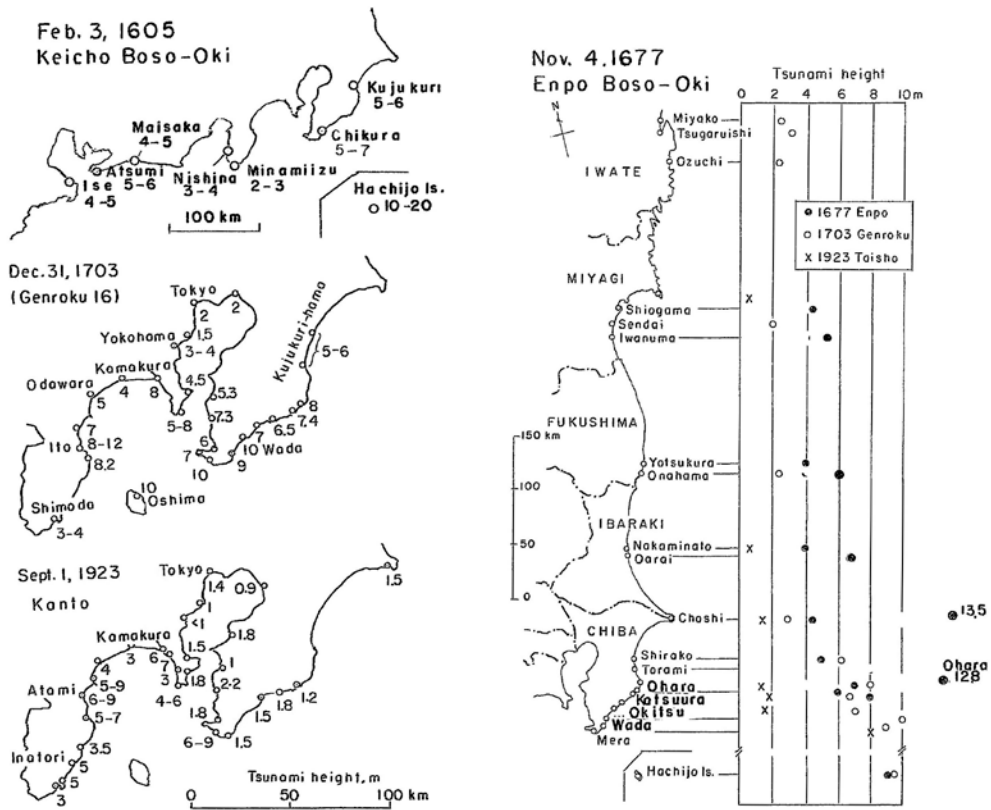 Feb. 3, 1605
Keicho Boso-Oki
Kujukuri
5-6
Maisaka
4-5
Chikura
5-7
Atsumi
5-6
Nishina
3-4
Minamiizu
2-3
Ise
4-5
Hachijo Is.
10-20
100 km
Dec. 31, 1703
(Genroku 16)
Tokyo
2
2
Yokohoma
1,5
3-4
Kujukuri-hama
5-6
Kamakura
Odawara
4
8
5
4,5
5-8
5.3
7.3
8
7.4
6.5
7
7
Ito
8-12
8.2
6
7
10
10 Wada
9
10
Oshima
Shimoda
3-4
Sept. 1, 1923
Kanto
Tokyo
1.4
0.9
1.5
<1
1.8
Kamakura
3
6
7
3
1.5
1.8
4-6
1
2-2
4
5-9
Atami
6-9
5-7
1.2
1.8
1.5
1.8
6-9
1.5
3.5
Inatori
5
5
3
Tsunami height, m
0
50
100 km
Nov. 4. 1677
Enpo Boso-Oki
Tsunami height
0 2 4 6 8 10 m
N
Miyako
Tsugaruishi
Ozuchi
IWATE
1677 Enpo
1703 Genroku
x 1923 Taisho
MIYAGI
Shiogama
Sendai
Iwanuma
FUKUSHIMA
150 km
100
50
0
Yotsukura
Onahama
IBARAKI
Nakaminato
Oarai
Choshi
13,5
CHIBA
Shirako
Torami
Ohara
12.8
Ohara
Katsuura
... Okitsu
Wada
Mera
Hachijo Is.